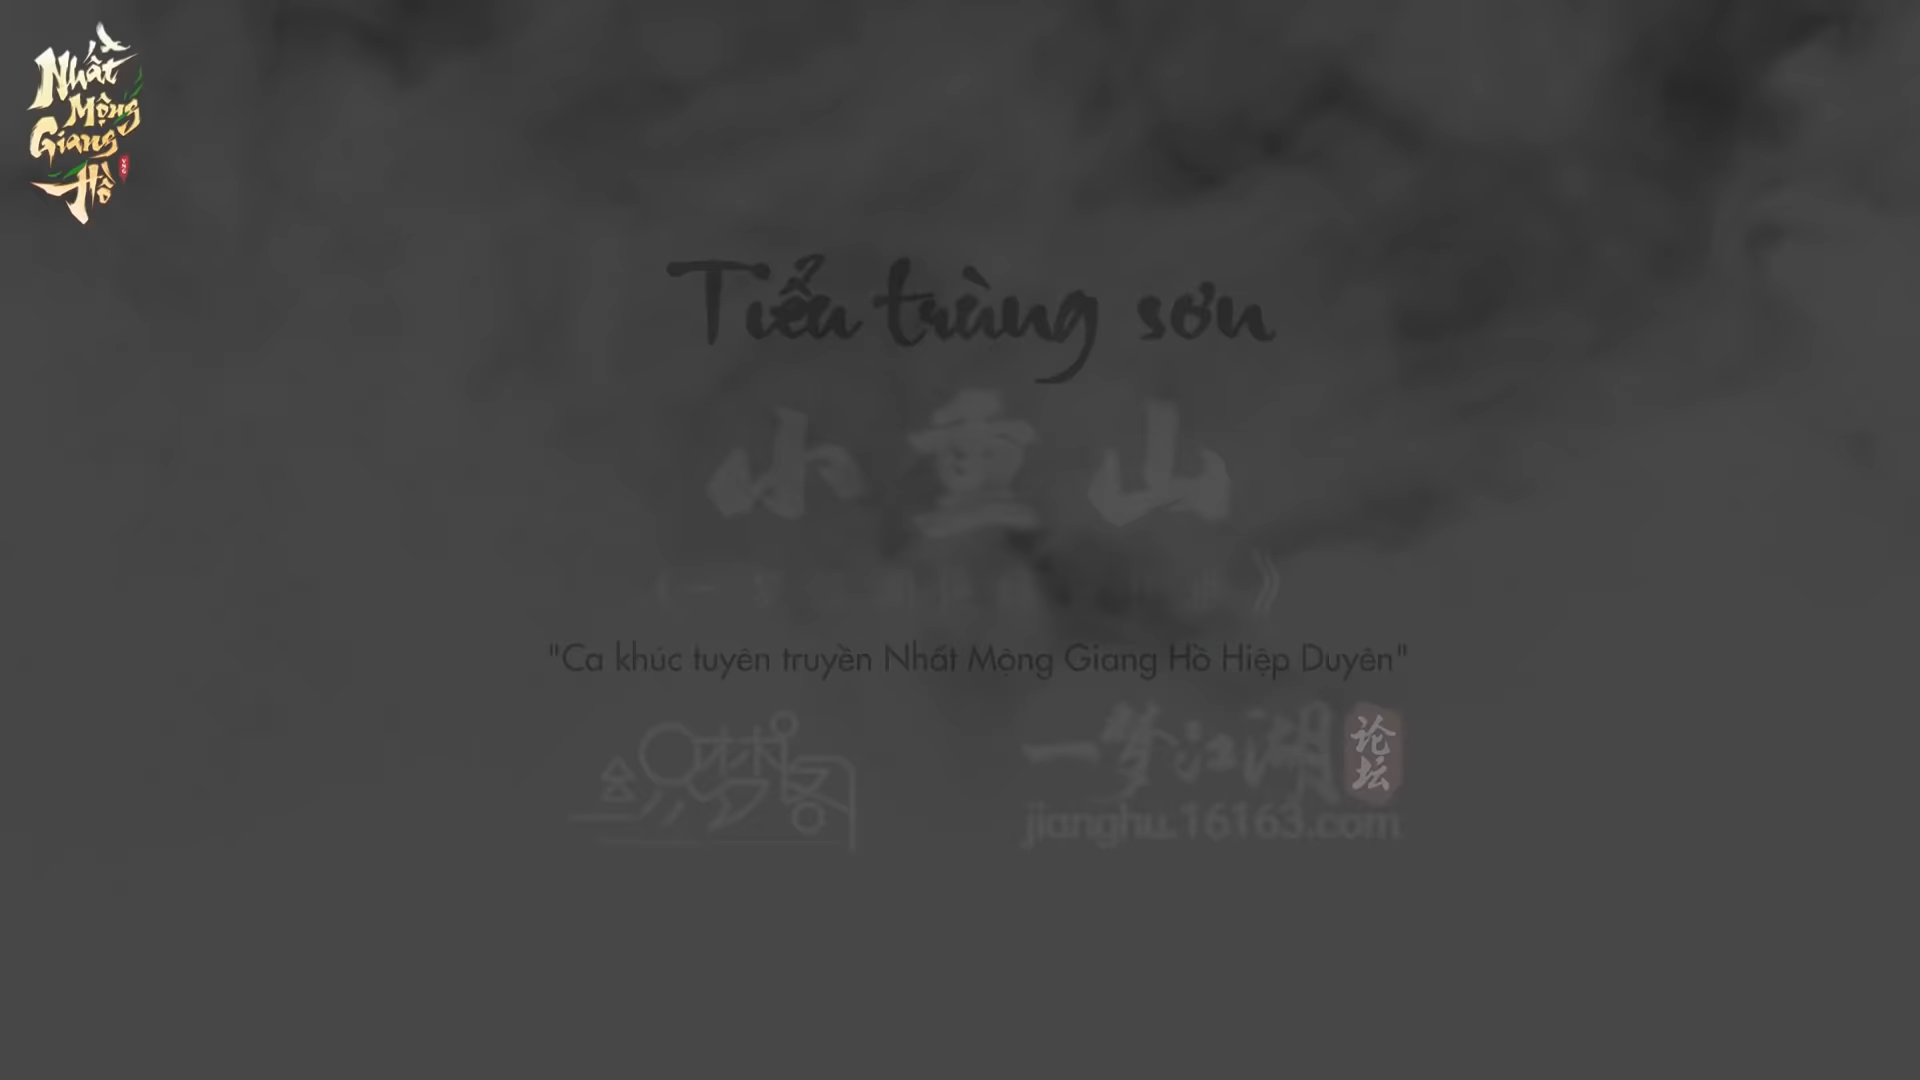 Nhất
Mộng
Giang
Hồ
VNG
Tiểu trùng sơn
小重山
"Ca khúc tuyên truyền Nhất Mộng Giang Hồ Hiệp Duyên"
一梦江湖 论坛
jianghu.16163.com